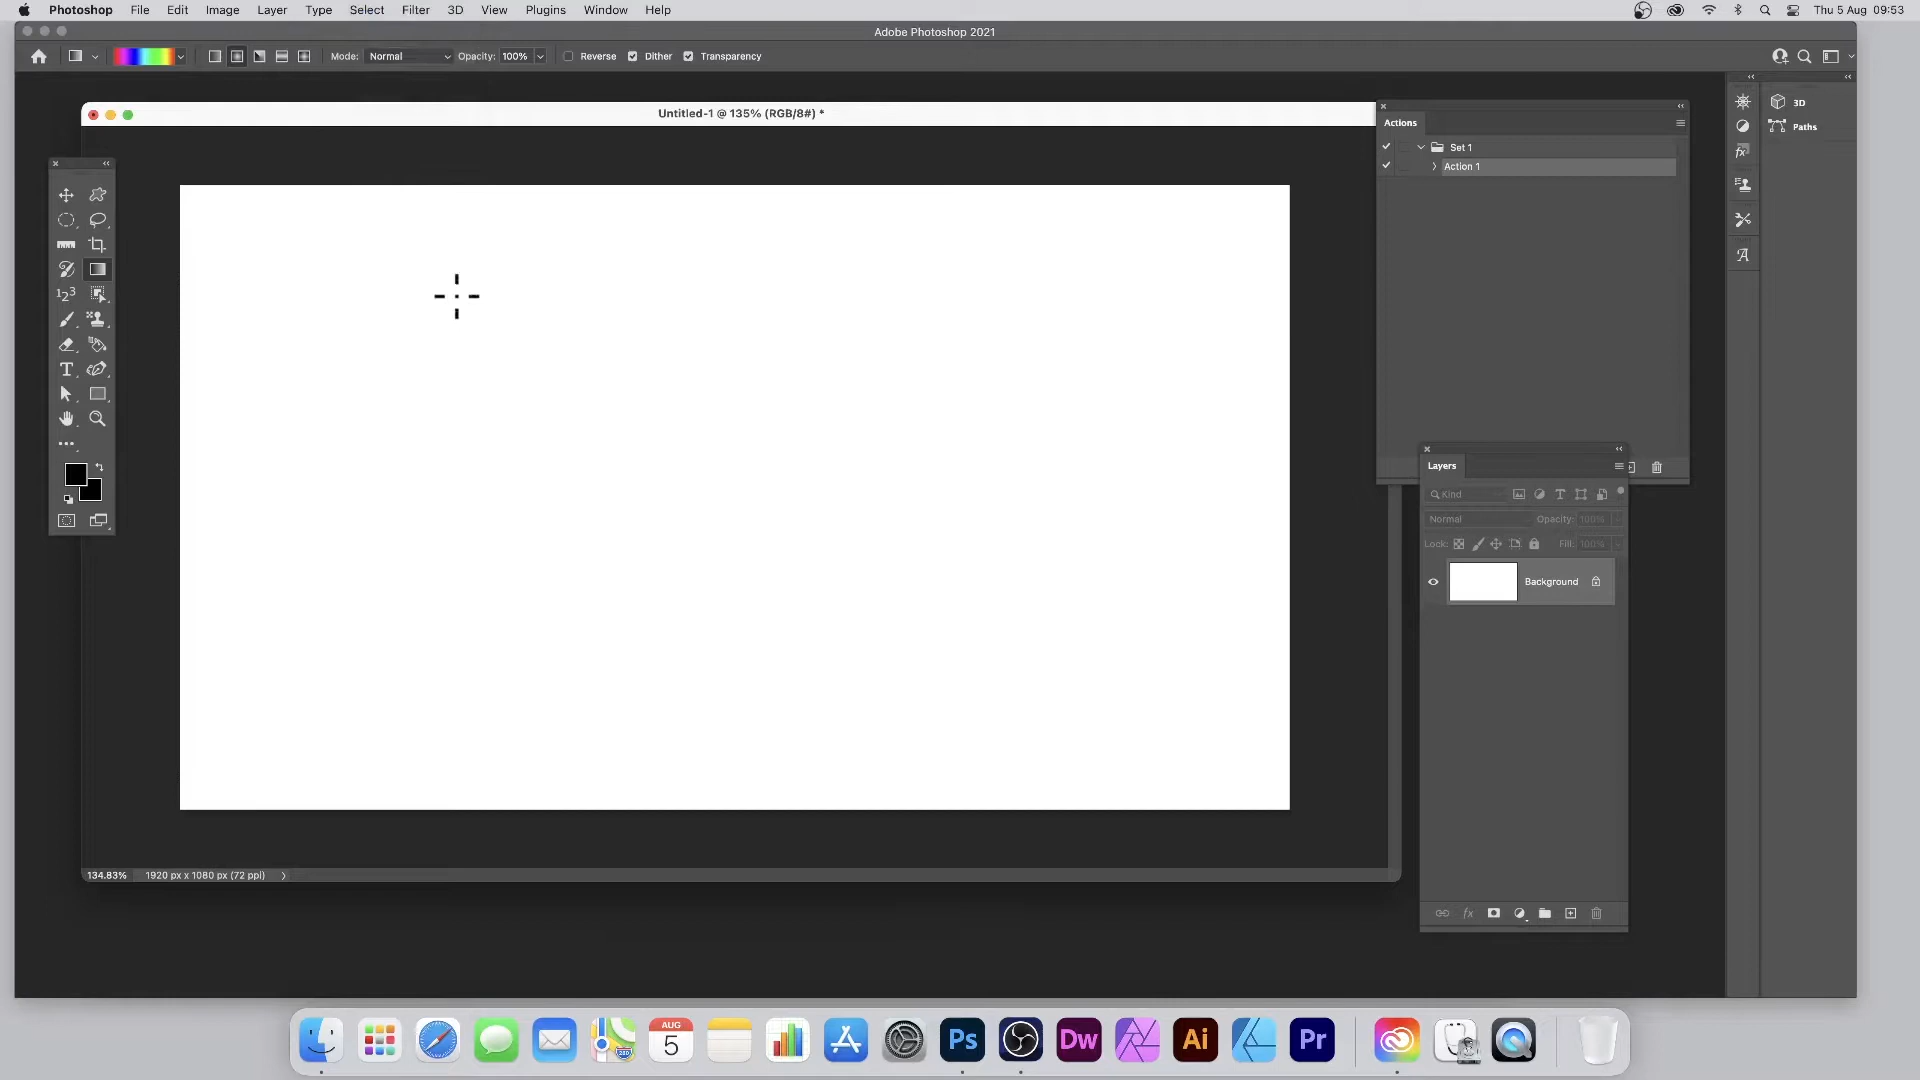 Photoshop File Edit Image Layer Type Select Filter 3D View Plugins Window Help Thu 5 Aug 09:53
Adobe Photoshop 2021
Mode: Normal Opacity: 100% Reverse Dither Transparency
Untitled-1 @ 135% (RGB/8#) *
Actions
Set 1
Action 1
3D
Paths
Layers
Kind
Normal Opacity: 100%
Lock: Fill: 100%
Background
134.83% 1920 px x 1080 px (72 ppi)
AUG
5
280
Ps
Dw
Ai
Pr